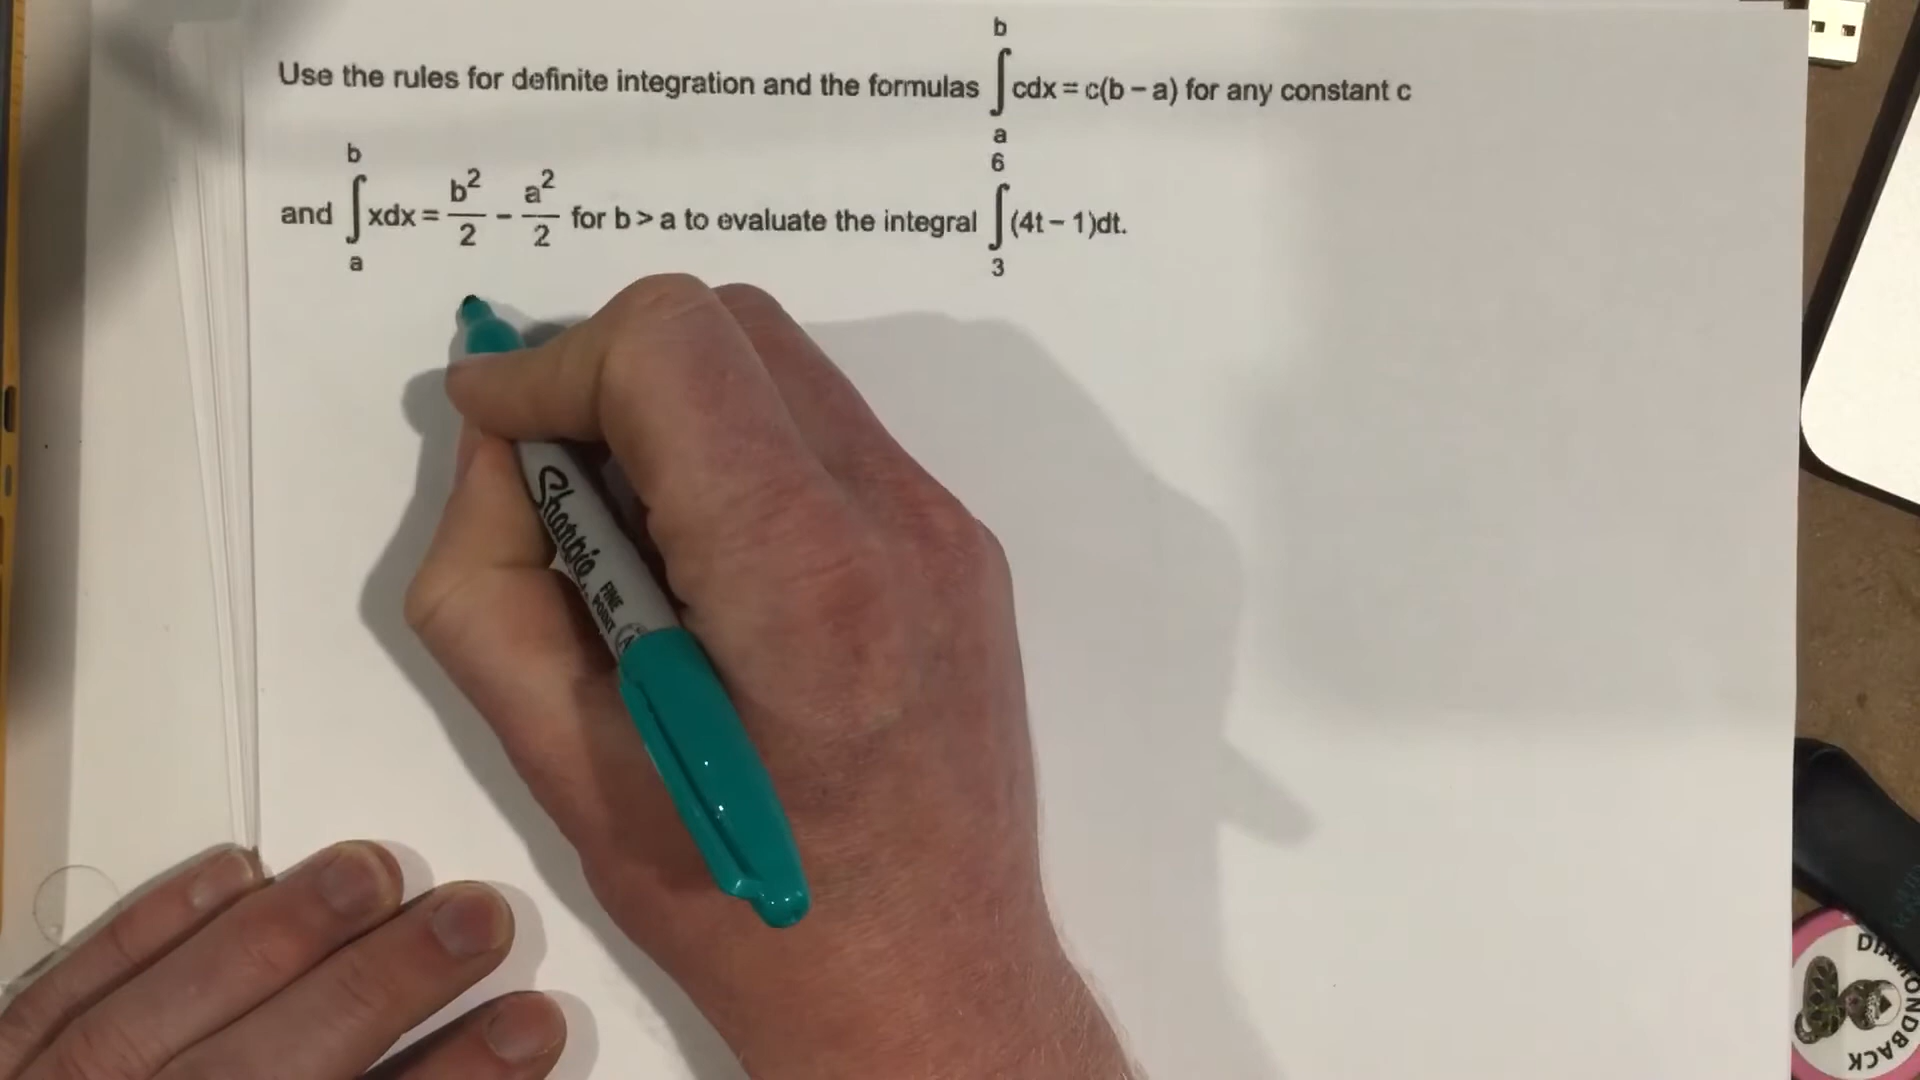 Use the rules for definite integration and the formulas ∫_a^b cdx = c(b – a) for any constant c
and ∫_a^b xdx = b²/2 – a²/2 for b > a to evaluate the integral ∫_3^6 (4t – 1)dt.
Sharpie
FINE
POINT
DIAMONDBACK